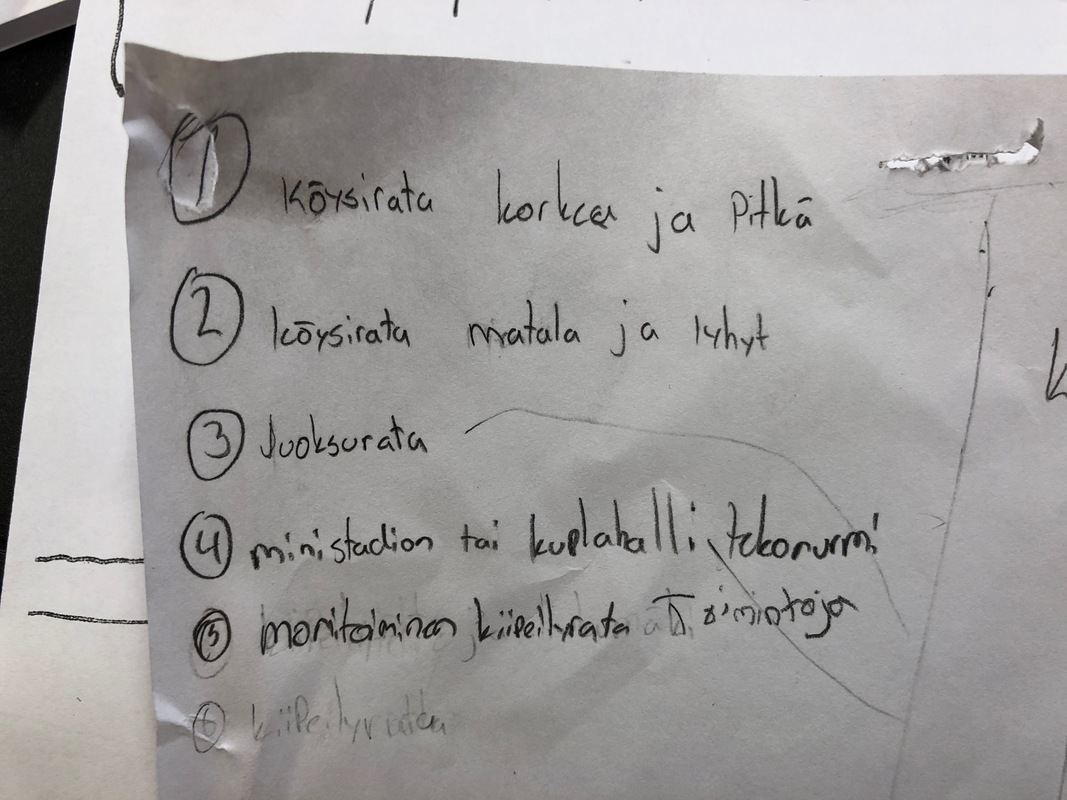 1 Köysirata korkea ja Pitkä
2 köysirata matala ja lyhyt
3 Juoksurata
4 ministadion tai kuplahalli, tekonurmi
5 monitoiminen kiipeilyrata toimintoja
6 kiipeilyrata